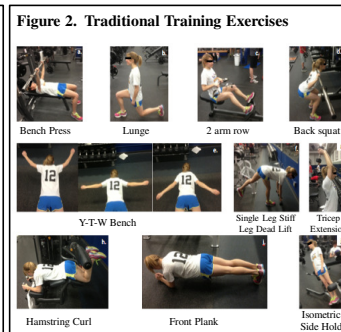 Figure 2. Traditional Training Exercises
a.
b.
c.
d.
Bench Press
Lunge
2 arm row
Back squat
12
12
12
e.
f.
Y-T-W Bench
Single Leg Stiff
Leg Dead Lift
Tricep
Extensio
12
h.
i.
12
Hamstring Curl
Front Plank
Isometric
Side Hold